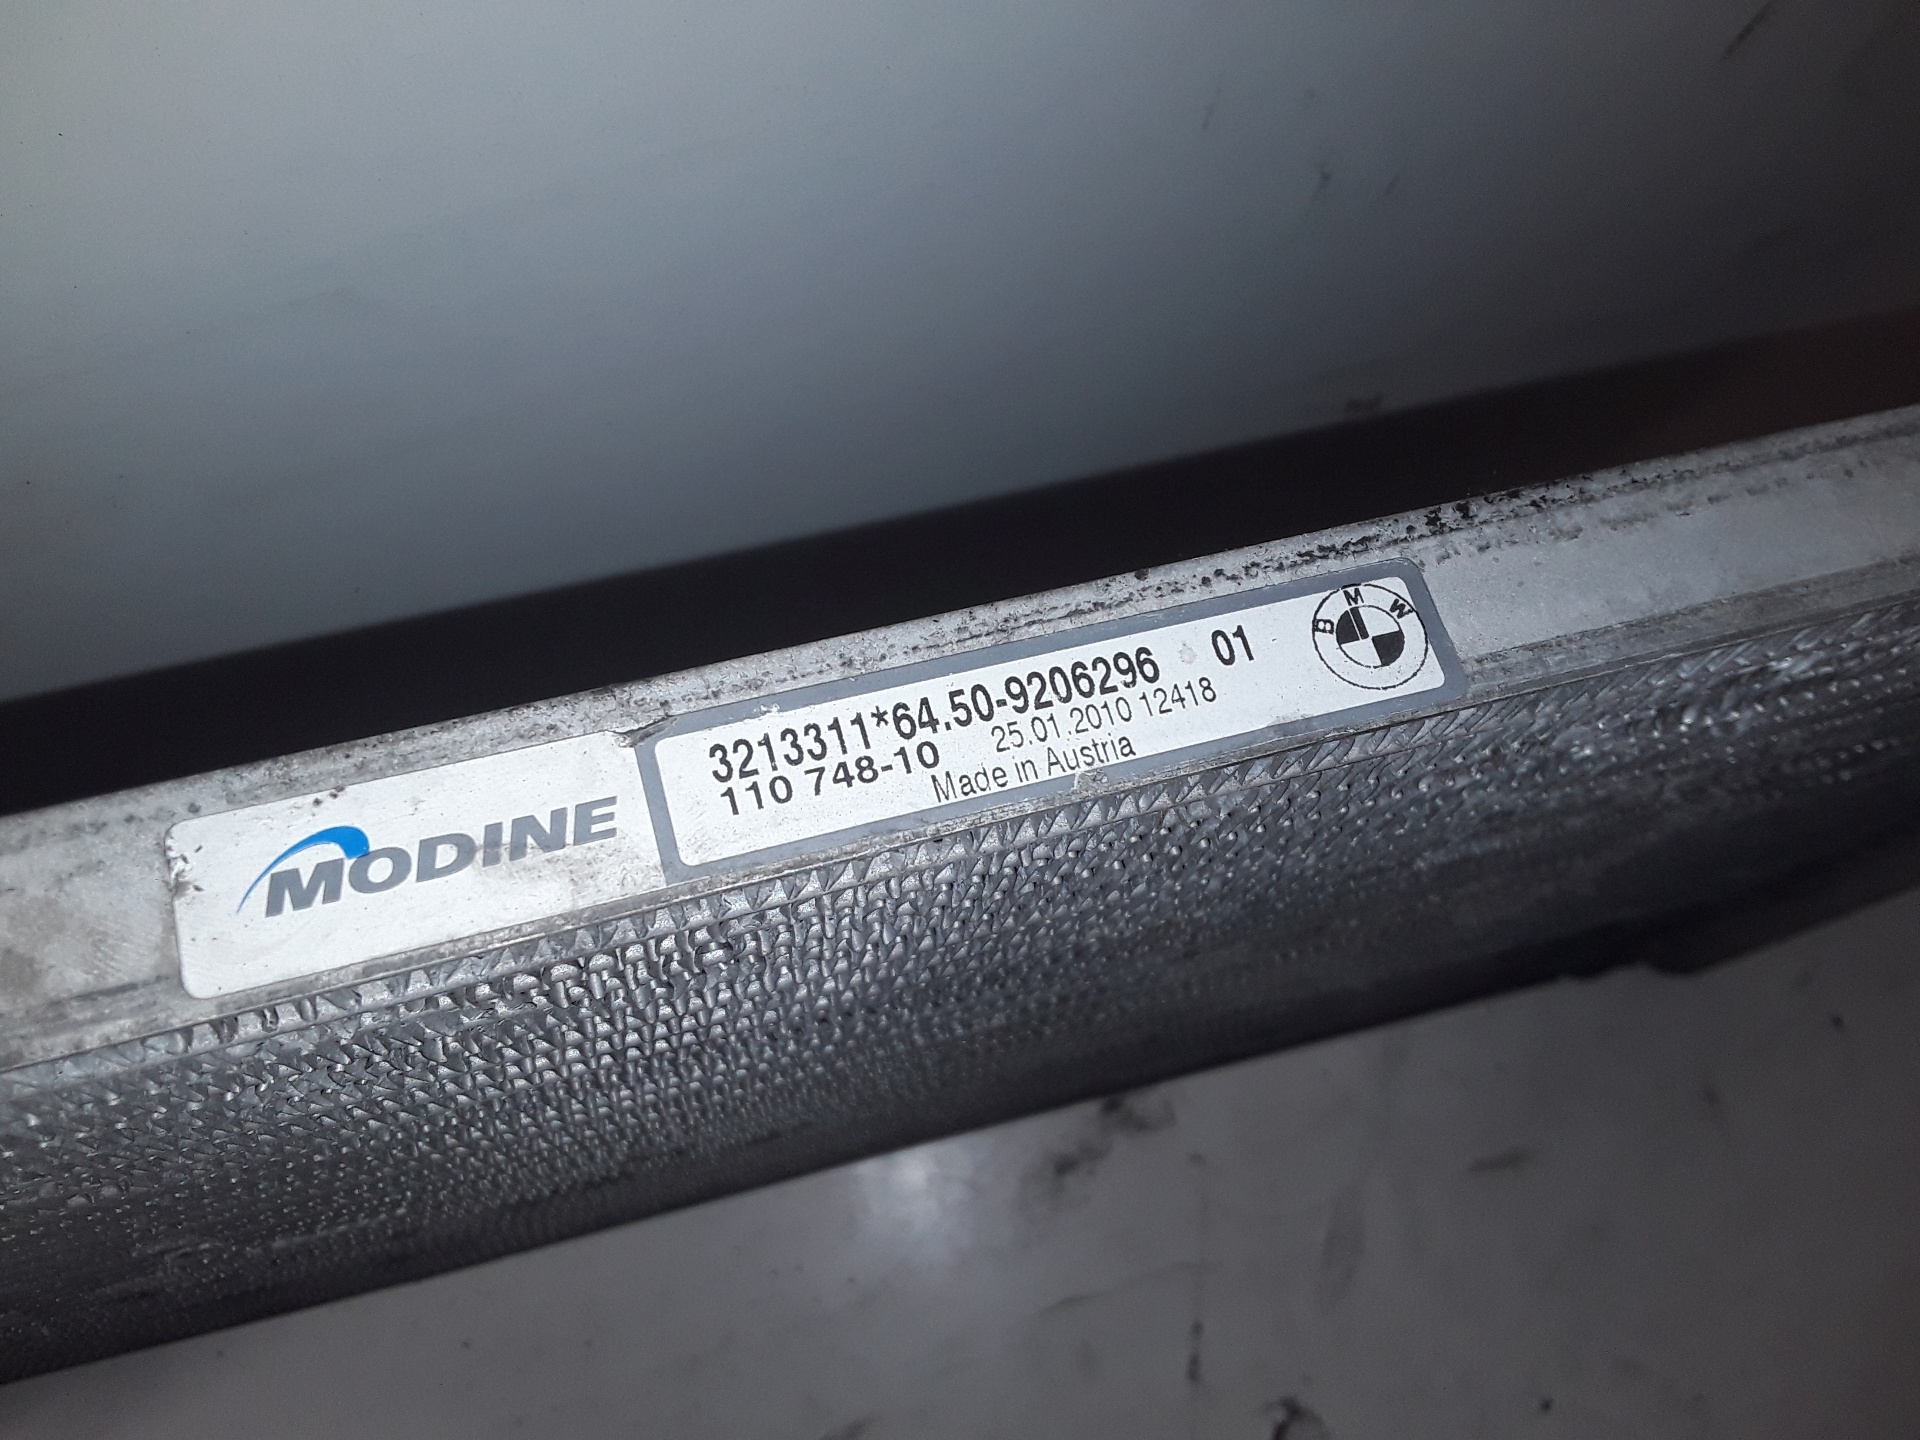 MODINE
3213311*64.50-9206296 01
110 748-10 25.01.2010 12418
Made in Austria
BMW